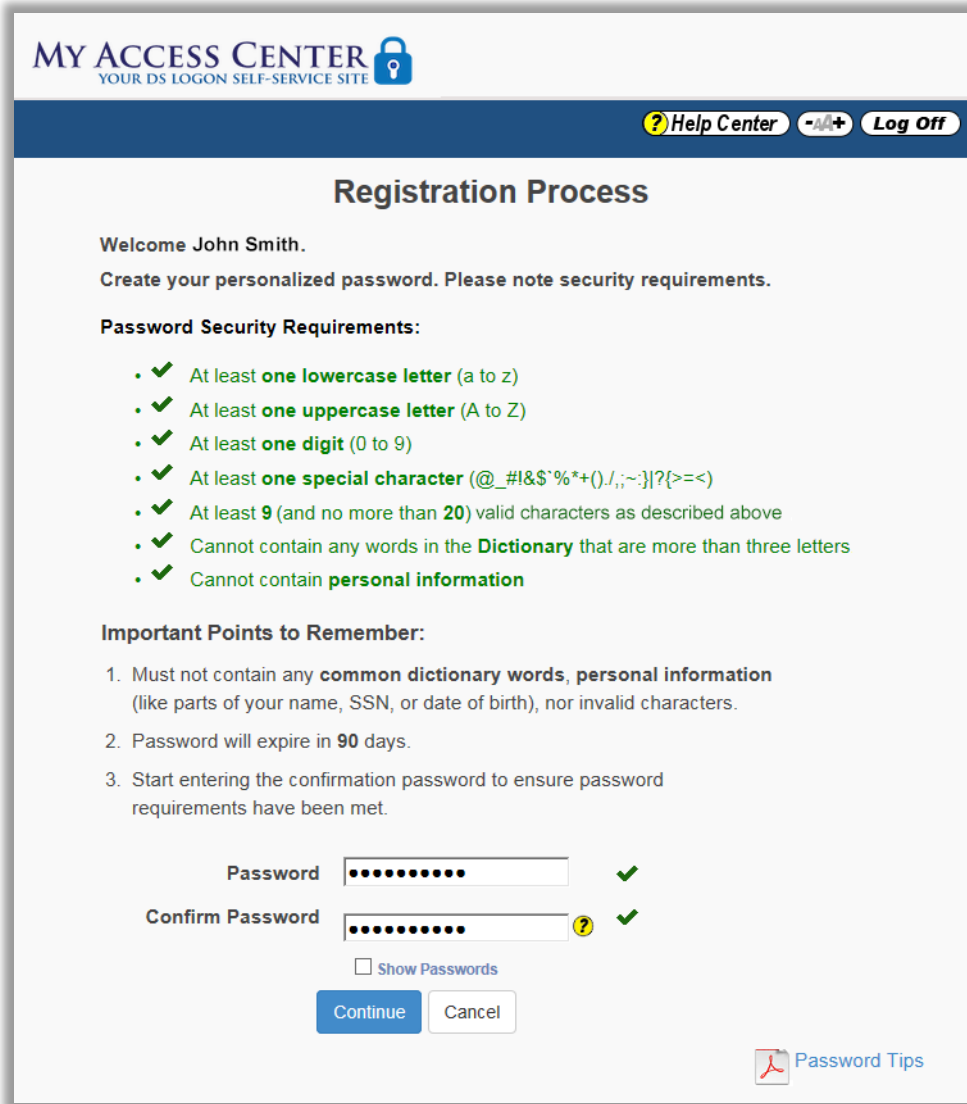 MY ACCESS CENTER
YOUR DS LOGON SELF-SERVICE SITE
? Help Center -AA+ Log Off
Registration Process
Welcome John Smith.
Create your personalized password. Please note security requirements.
Password Security Requirements:
• ✔ At least one lowercase letter (a to z)
• ✔ At least one uppercase letter (A to Z)
• ✔ At least one digit (0 to 9)
• ✔ At least one special character (@_#!&$`%*+()./,;~:}|?{>=<)
• ✔ At least 9 (and no more than 20) valid characters as described above
• ✔ Cannot contain any words in the Dictionary that are more than three letters
• ✔ Cannot contain personal information
Important Points to Remember:
1. Must not contain any common dictionary words, personal information
(like parts of your name, SSN, or date of birth), nor invalid characters.
2. Password will expire in 90 days.
3. Start entering the confirmation password to ensure password
requirements have been met.
Password ●●●●●●●●●● ✔
Confirm Password ●●●●●●●●●● ? ✔
Show Passwords
Continue Cancel
Password Tips